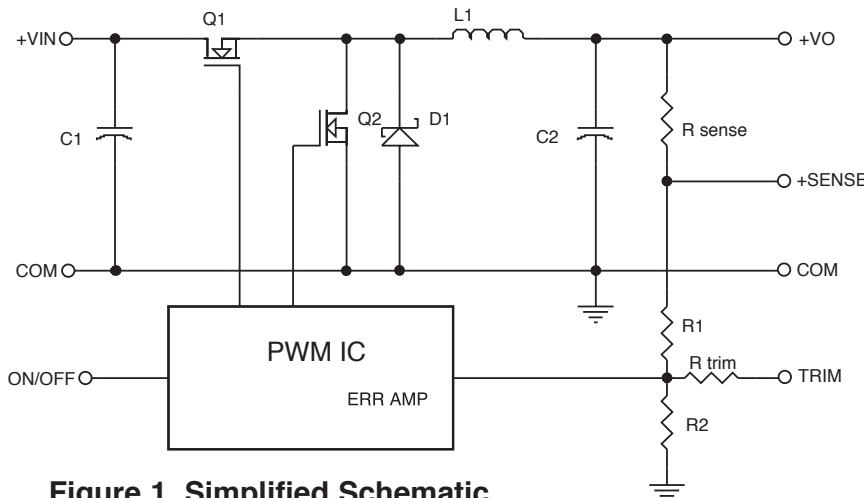 Q1
L1
+VIN
+VO
C1
Q2
D1
C2
R sense
+SENSE
COM
COM
R1
PWM IC
R trim
ON/OFF
TRIM
ERR AMP
R2
Figure 1. Simplified Schematic